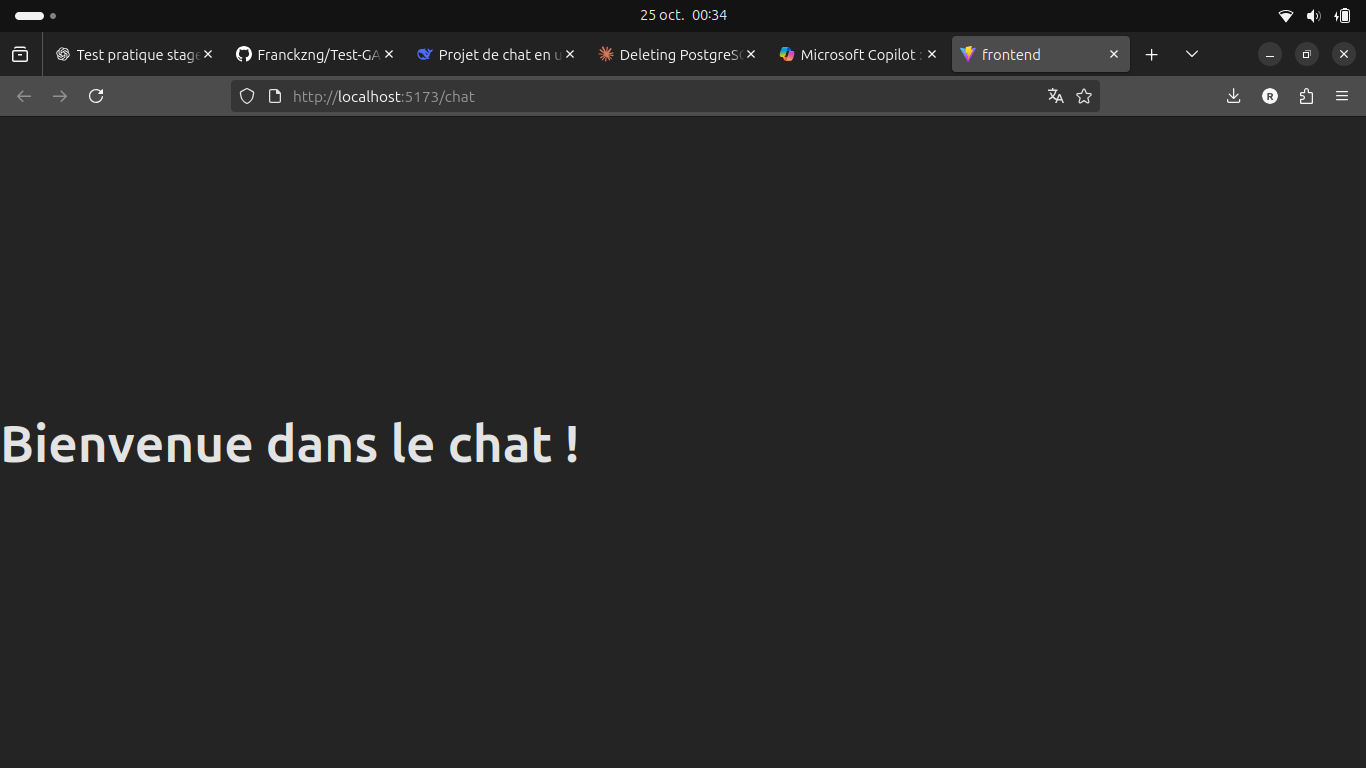 25 oct. 00:34
Test pratique stage
Franckzng/Test-GA
Projet de chat en u
Deleting PostgreS
Microsoft Copilot :
frontend
http://localhost:5173/chat
R
Bienvenue dans le chat !